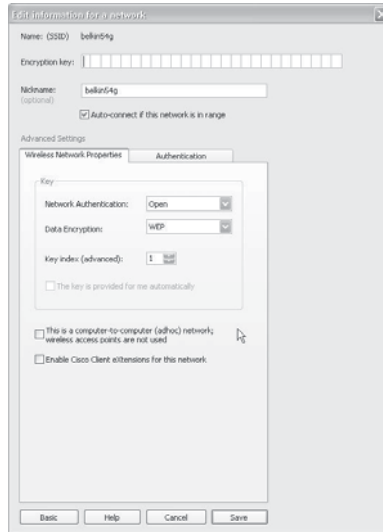 Edit information for a network
Name: (SSID) belkin54g
Encryption key:
Nickname: belkin54g
(optional)
Auto-connect if this network is in range
Advanced Settings
Wireless Network Properties Authentication
Key
Network Authentication: Open
Data Encryption: WEP
Key index (advanced): 1
The key is provided for me automatically
This is a computer-to-computer (adhoc) network;
wireless access points are not used
Enable Cisco Client eXtensions for this network
Basic Help Cancel Save